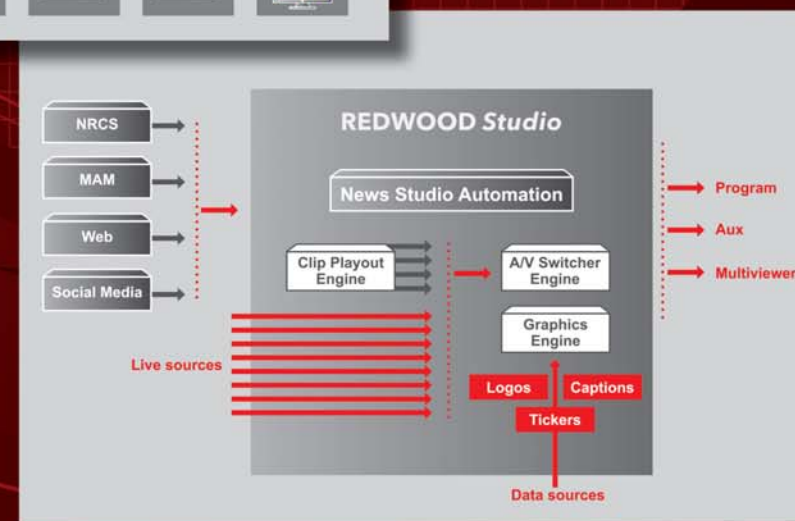 REDWOOD Studio
NRCS
MAM
Web
Social Media
News Studio Automation
Clip Playout
Engine
A/V Switcher
Engine
Graphics
Engine
Live sources
Logos
Captions
Tickers
Data sources
Program
Aux
Multiviewer